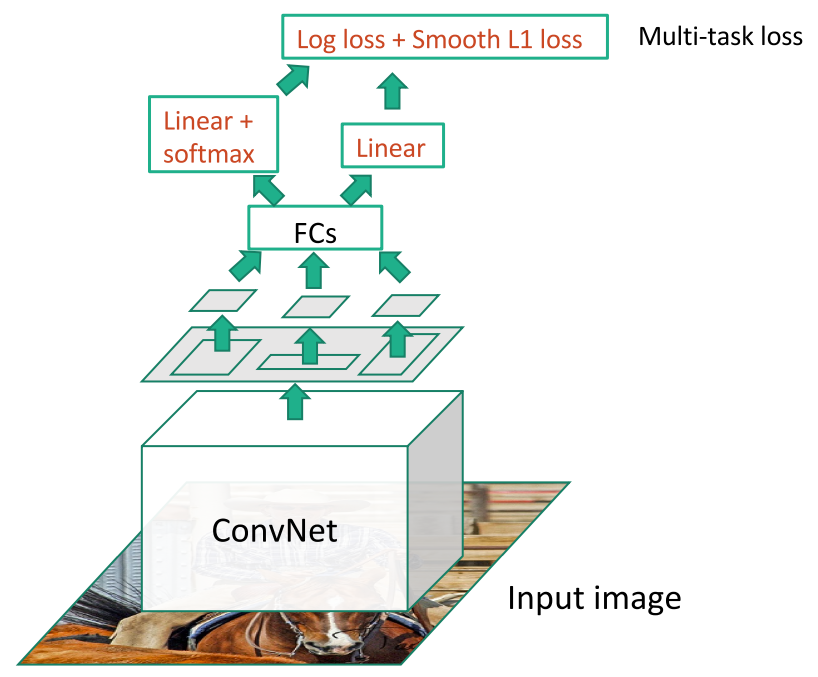 Log loss + Smooth L1 loss
Multi-task loss
Linear +
softmax
Linear
FCs
ConvNet
Input image